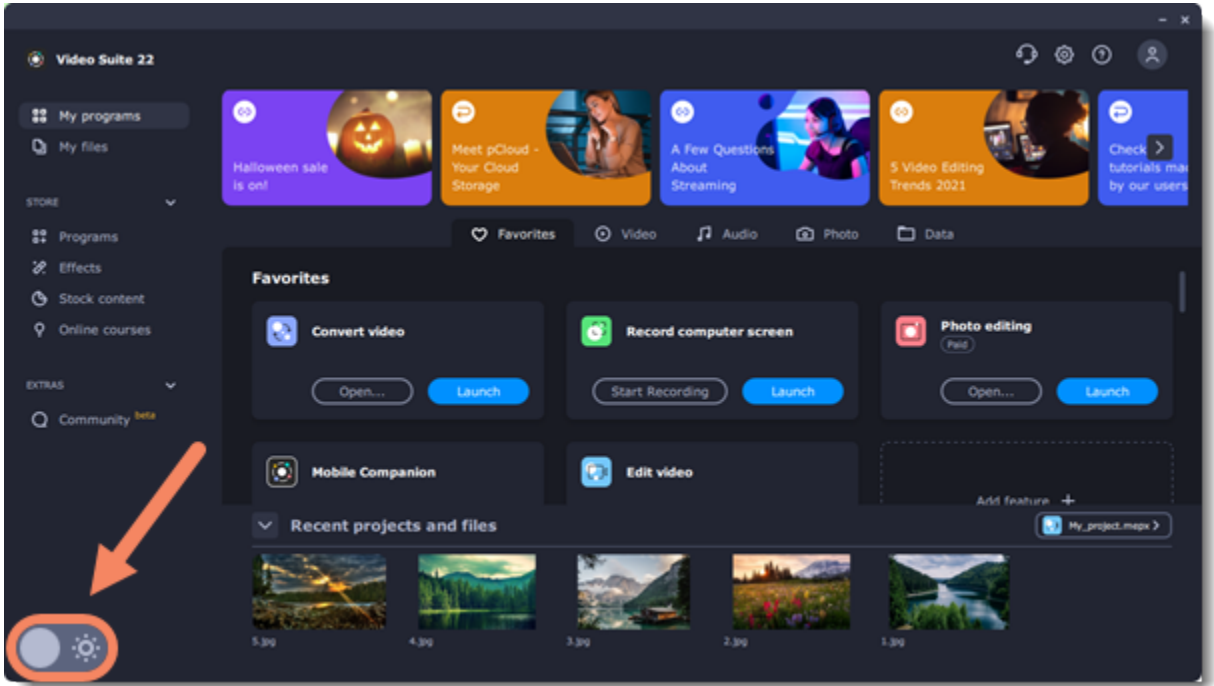 Video Suite 22
My programs
My files
STORE
Programs
Effects
Stock content
Online courses
EXTRAS
Community beta
Halloween sale
is on!
Meet pCloud -
Your Cloud
Storage
A Few Questions
About
Streaming
5 Video Editing
Trends 2021
Check
tutorials ma
by our users
Favorites
Video
Audio
Photo
Data
Favorites
Convert video
Open...
Launch
Record computer screen
Start Recording
Launch
Photo editing
Paid
Open...
Launch
Mobile Companion
Edit video
Add feature
Recent projects and files
My_project.mepx
5.jpg
4.jpg
3.jpg
2.jpg
1.jpg